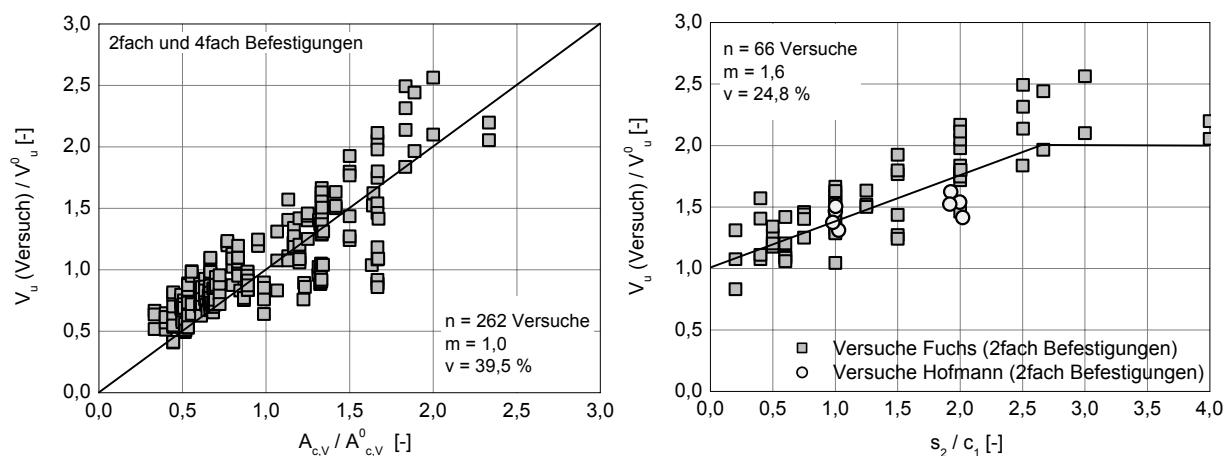 2fach und 4fach Befestigungen
n = 262 Versuche
m = 1,0
v = 39,5 %
V_u (Versuch) / V^0_u [-]
3,0
2,5
2,0
1,5
1,0
0,5
0,0
0,0 0,5 1,0 1,5 2,0 2,5 3,0
A_c,V / A^0_c,V [-]
n = 66 Versuche
m = 1,6
v = 24,8 %
V_u (Versuch) / V^0_u [-]
3,0
2,5
2,0
1,5
1,0
0,5
0,0
Versuche Fuchs (2fach Befestigungen)
Versuche Hofmann (2fach Befestigungen)
0,0 0,5 1,0 1,5 2,0 2,5 3,0 3,5 4,0
s_2 / c_1 [-]